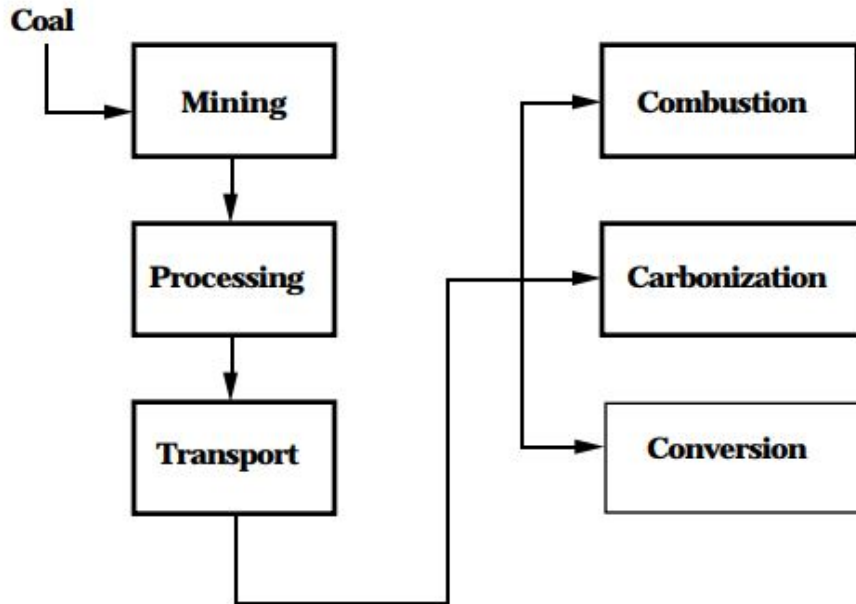 Coal
Mining
Processing
Transport
Combustion
Carbonization
Conversion